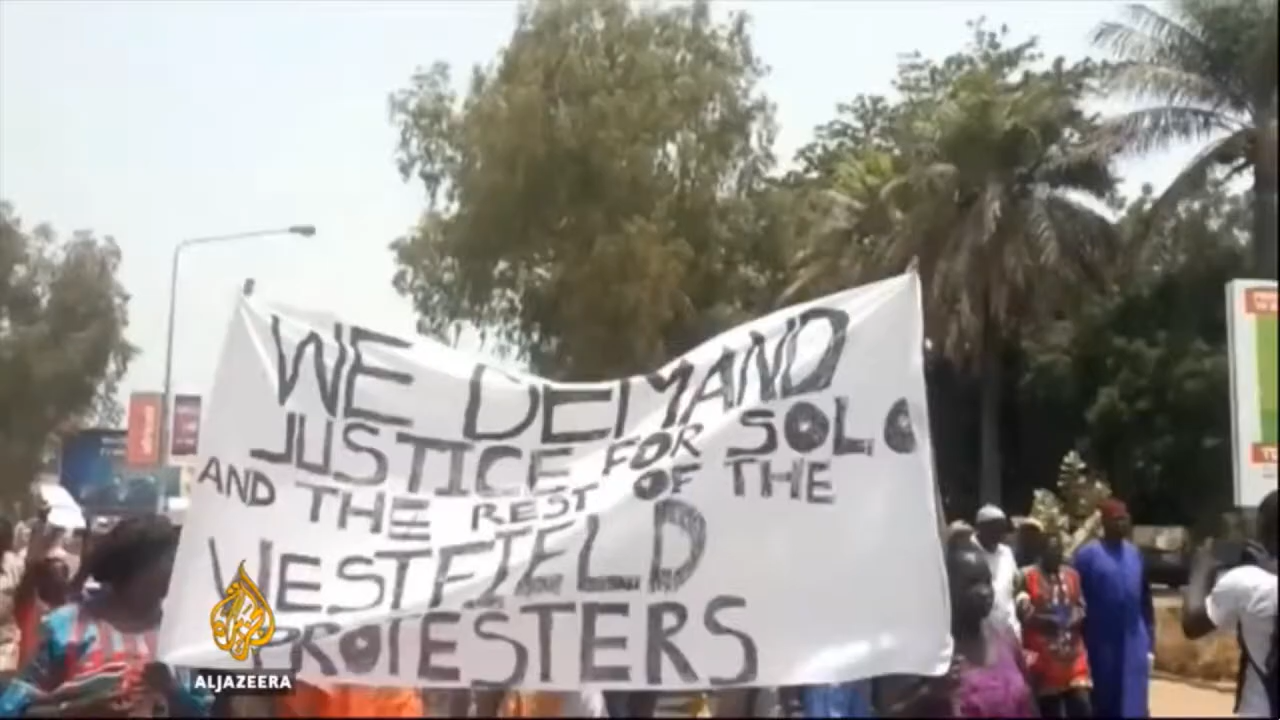 WE DEMAND
JUSTICE FOR SOLO
AND THE REST OF THE
WESTFIELD
PROTESTERS
ALJAZEERA